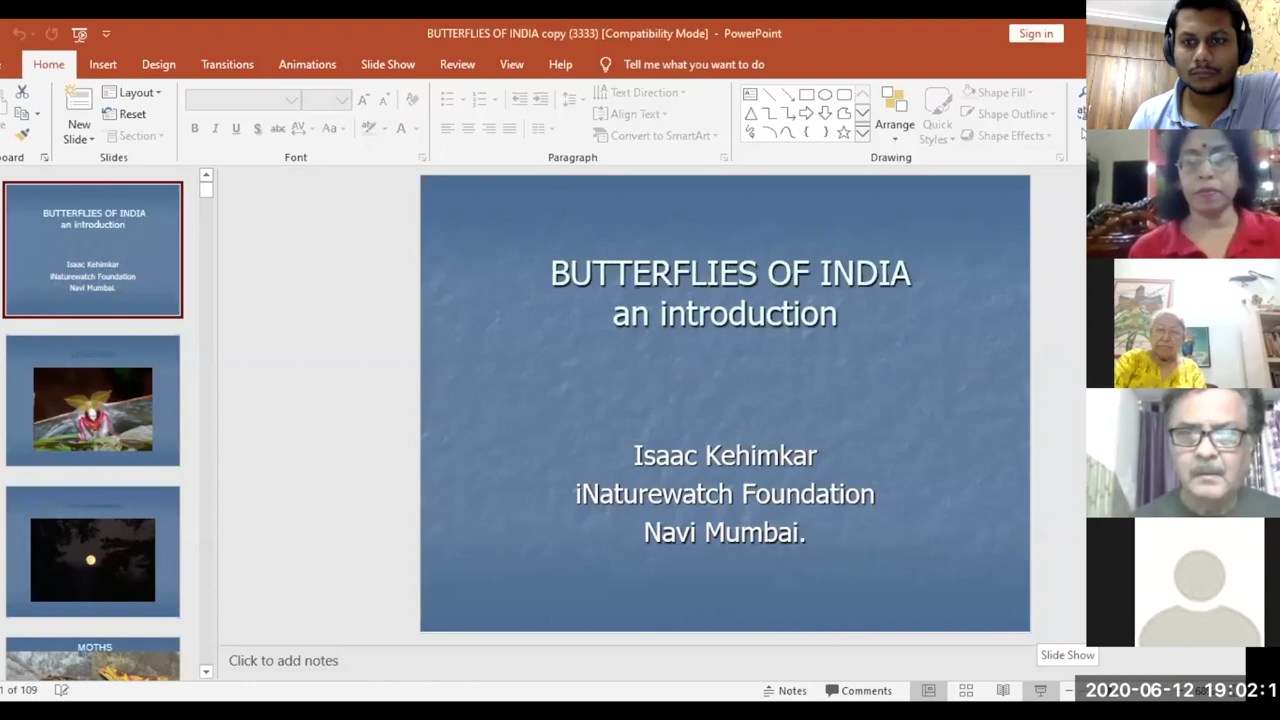 BUTTERFLIES OF INDIA copy (3333) [Compatibility Mode] - PowerPoint
Sign in
Home Insert Design Transitions Animations Slide Show Review View Help Tell me what you want to do
Layout
Reset
Section
New
Slide
Text Direction
Align Text
Convert to SmartArt
Arrange
Quick
Styles
Shape Fill
Shape Outline
Shape Effects
B I U S abc AV Aa A
oard Slides Font Paragraph Drawing
BUTTERFLIES OF INDIA
an introduction
Isaac Kehimkar
iNaturewatch Foundation
Navi Mumbai.
MOTHS
BUTTERFLIES OF INDIA
an introduction
Isaac Kehimkar
iNaturewatch Foundation
Navi Mumbai.
Click to add notes
Slide Show
1 of 109
Notes Comments
2020-06-12 19:02:1